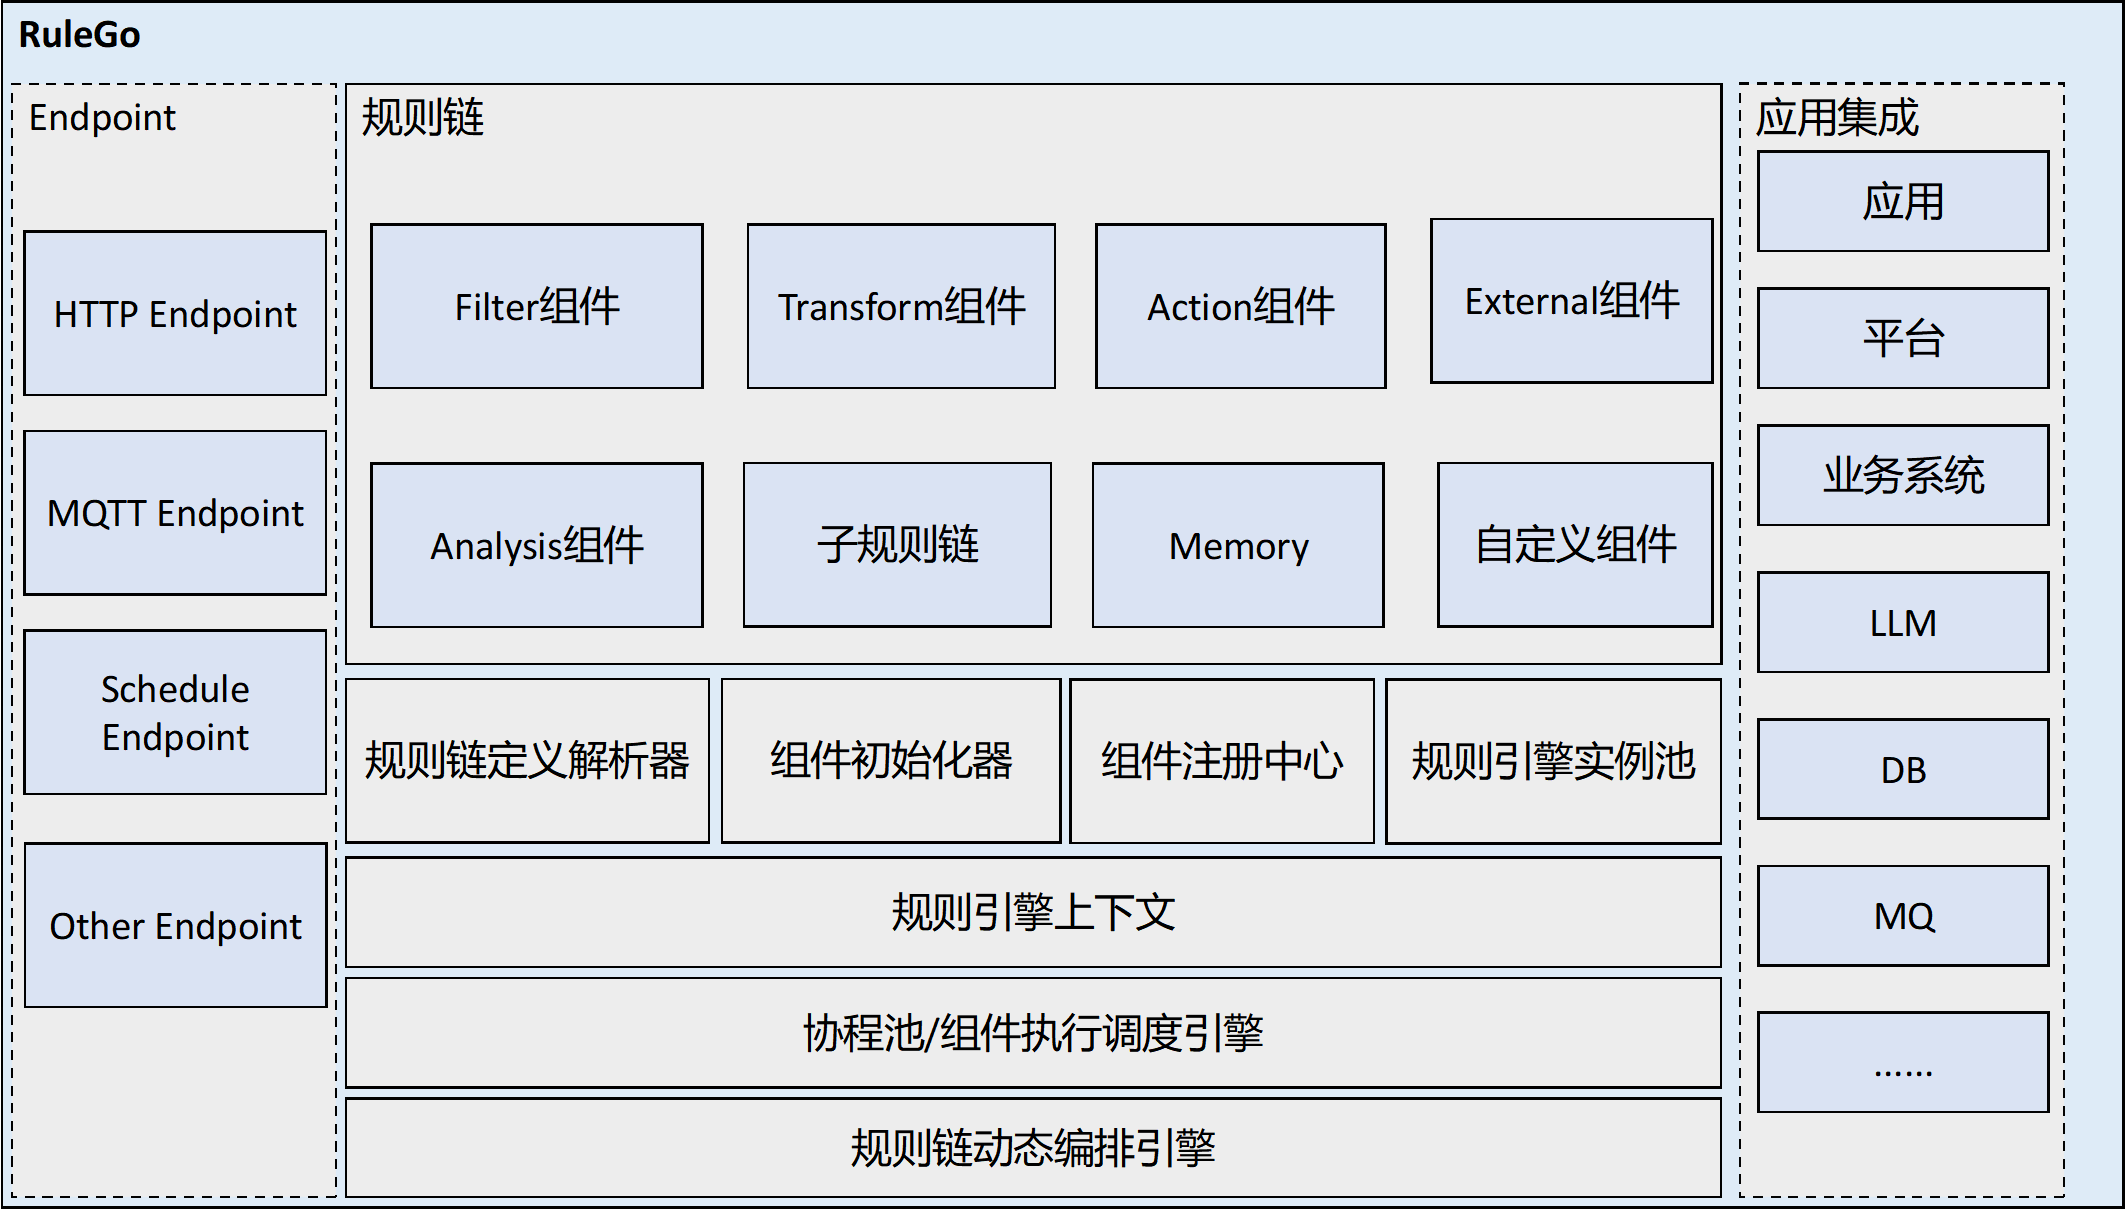 RuleGo
Endpoint
HTTP Endpoint
MQTT Endpoint
Schedule
Endpoint
Other Endpoint
规则链
Filter组件
Transform组件
Action组件
External组件
Analysis组件
子规则链
Memory
自定义组件
规则链定义解析器
组件初始化器
组件注册中心
规则引擎实例池
规则引擎上下文
协程池/组件执行调度引擎
规则链动态编排引擎
应用集成
应用
平台
业务系统
LLM
DB
MQ
......